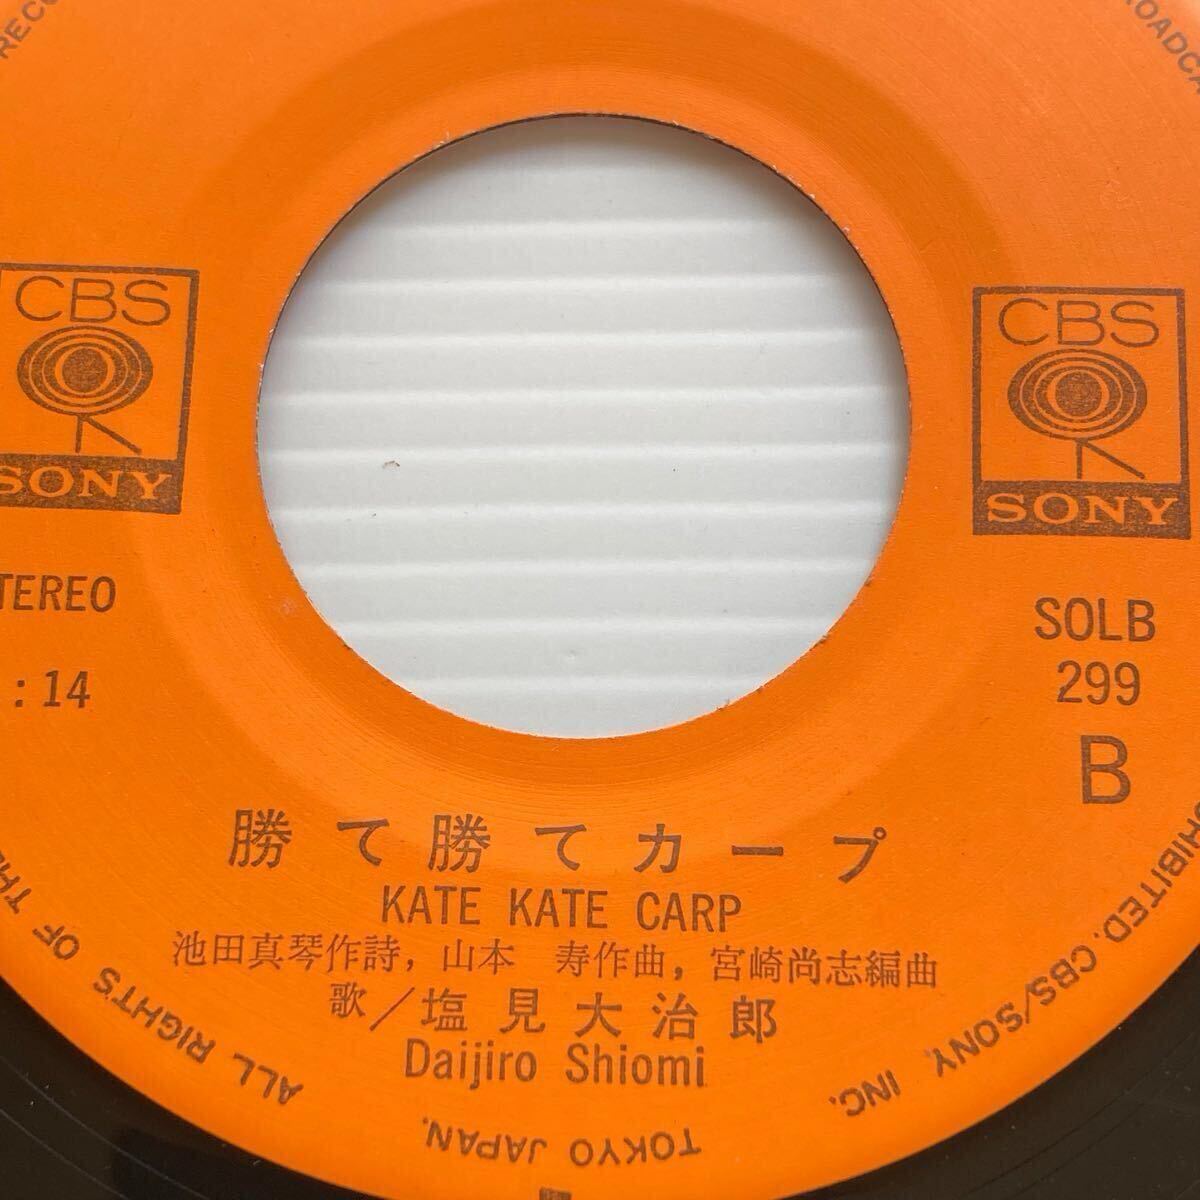 CBS
SONY
CBS
SONY
STEREO
:14
SOLB
299
B
勝て勝てカープ
KATE KATE CARP
池田真琴作詩, 山本　寿作曲, 宮崎尚志編曲
歌／塩見大治郎
Daijiro Shiomi
ALL RIGHTS OF THE
HIBITED. CBS/SONY, INC.
TOKYO JAPAN.